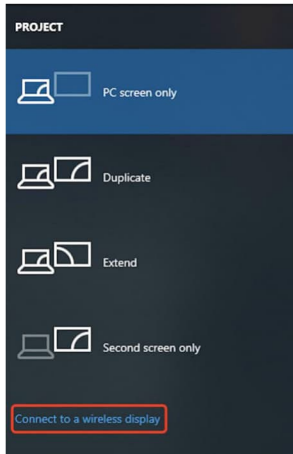 PROJECT
PC screen only
Duplicate
Extend
Second screen only
Connect to a wireless display